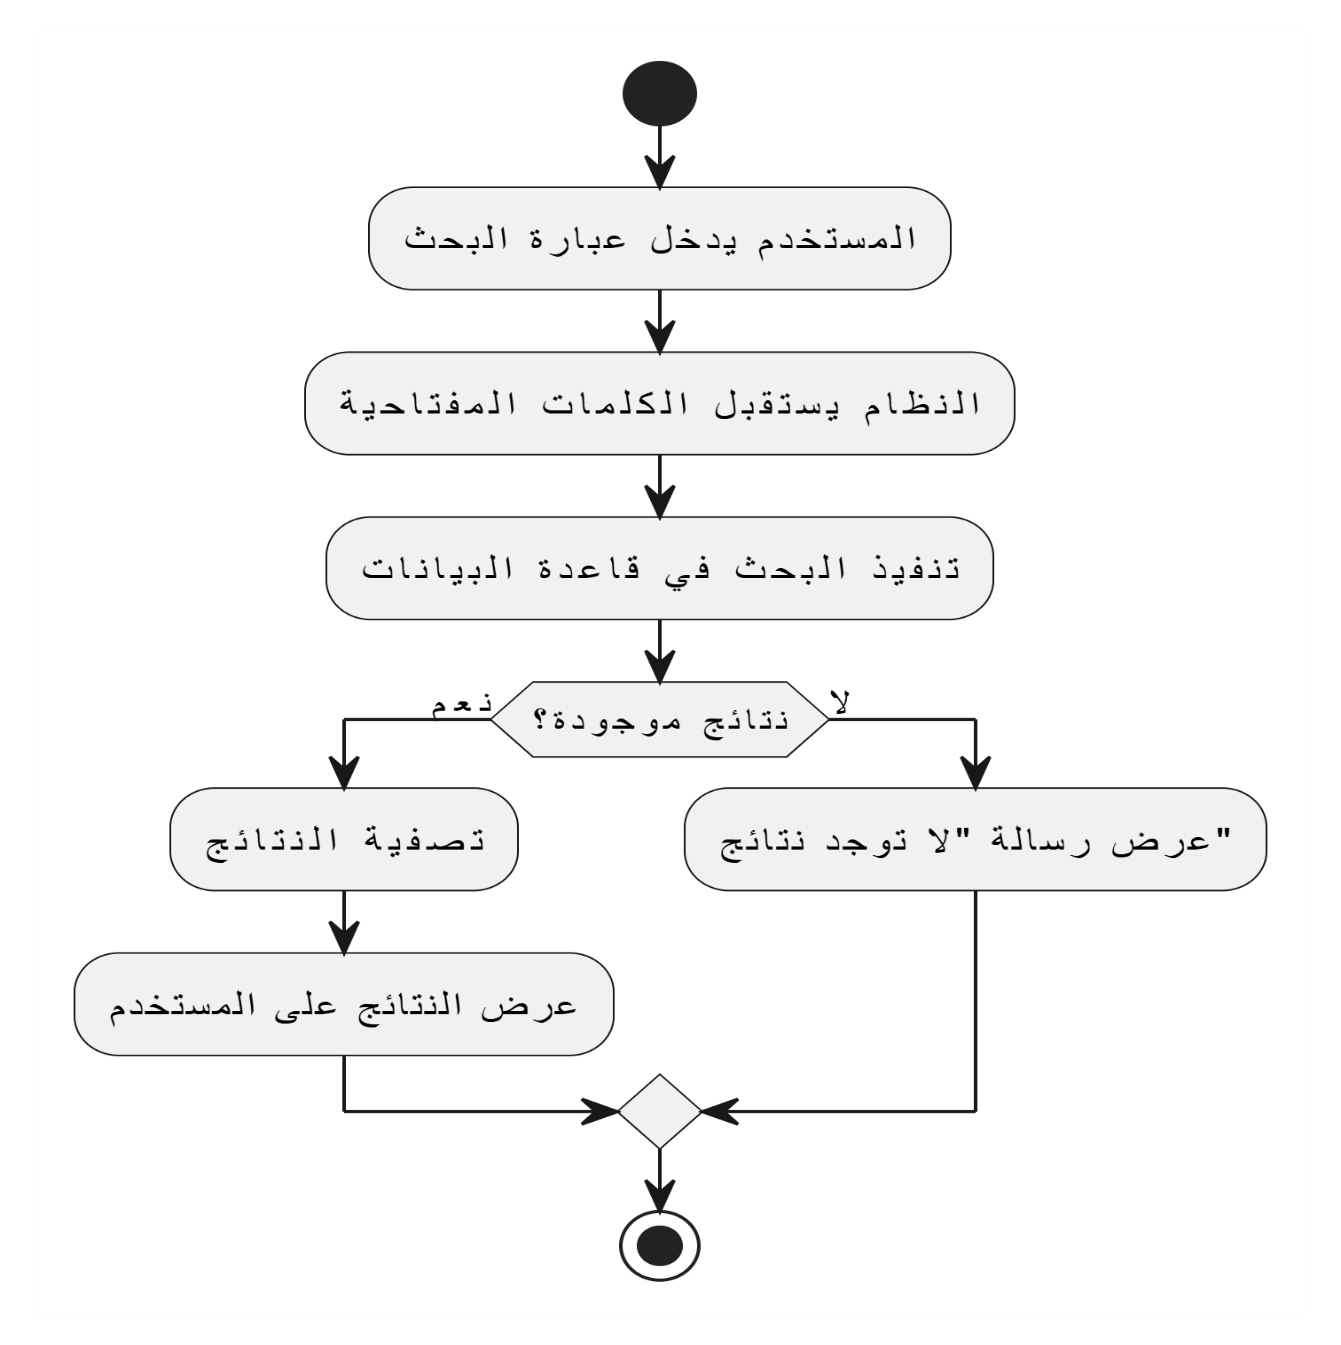 المستخدم يدخل عبارة البحث
النظام يستقبل الكلمات المفتاحية
تنفيذ البحث في قاعدة البيانات
نتائج موجودة؟
نعم
لا
تصفية النتائج
عرض رسالة "لا توجد نتائج"
عرض النتائج على المستخدم